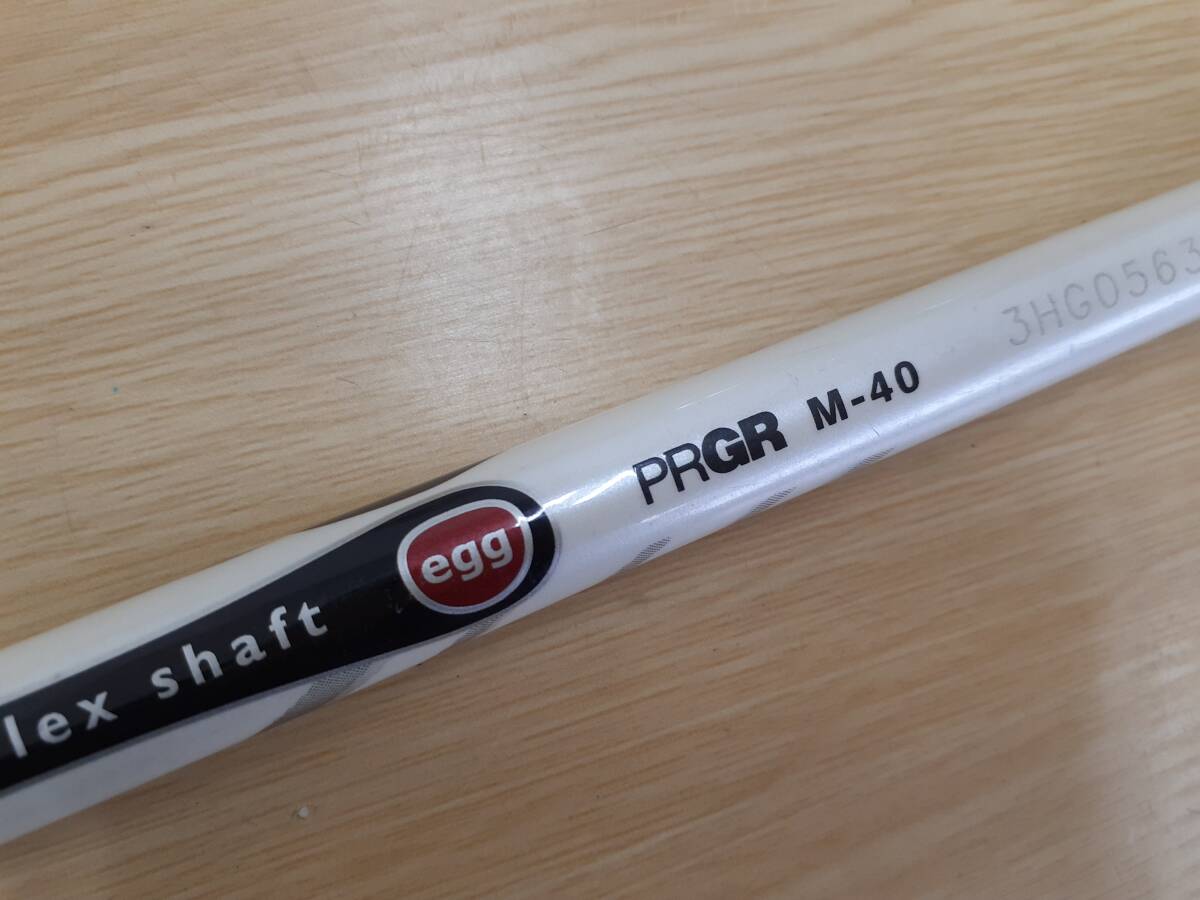 lex shaft
egg
PRGR M-40
3HG0563